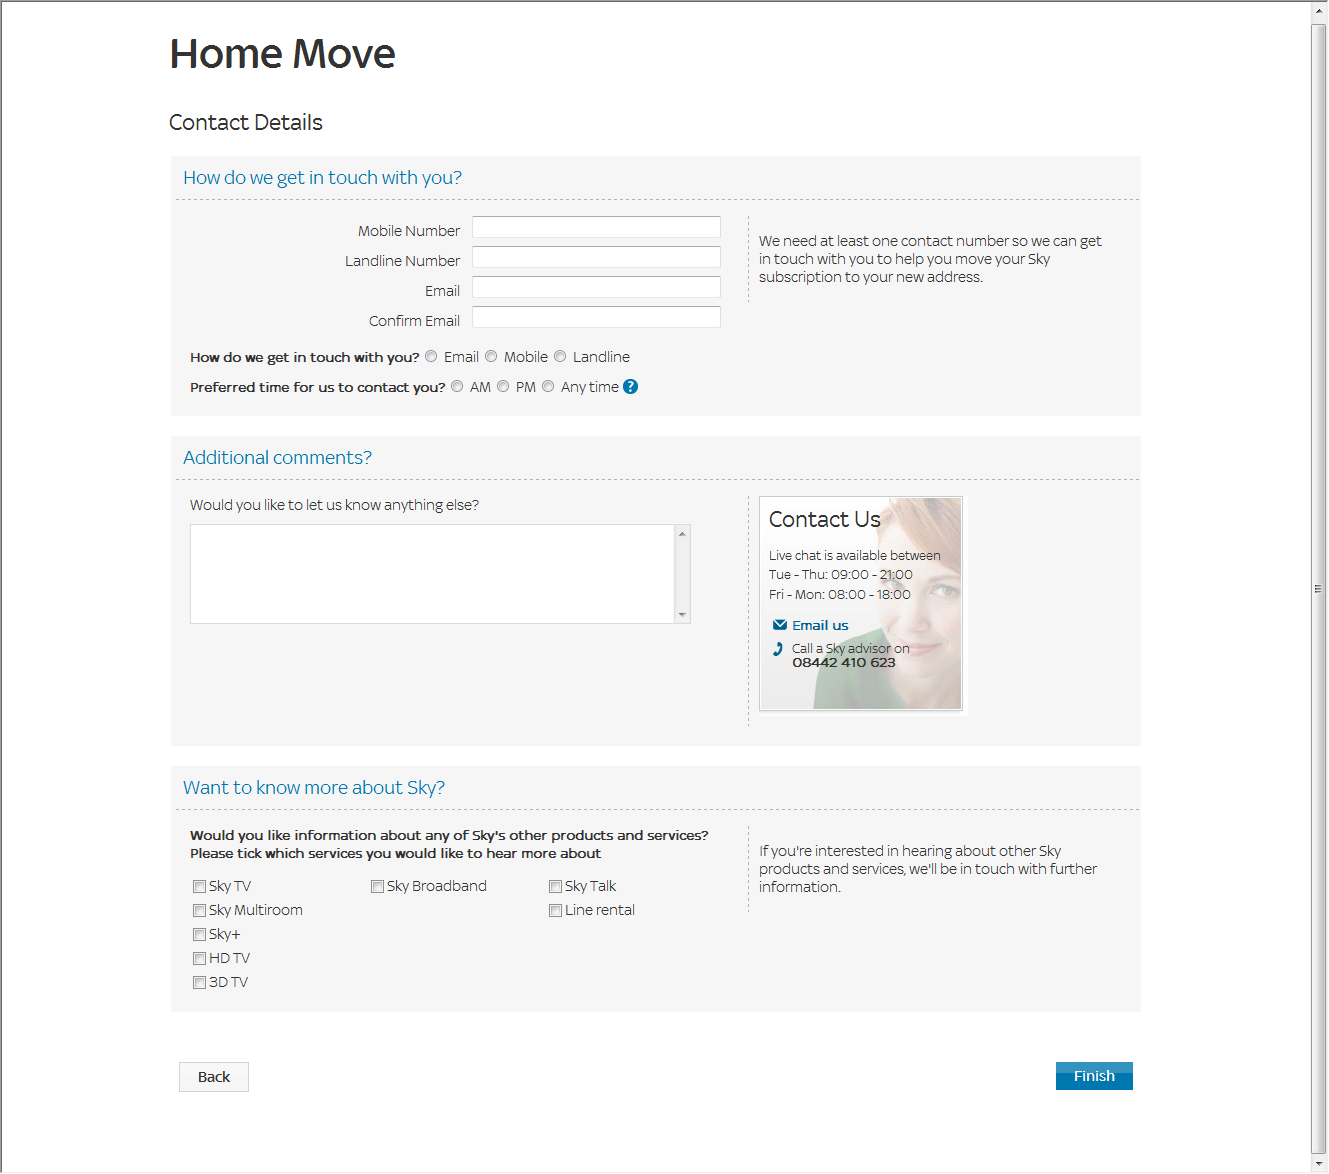 Home Move
Contact Details
How do we get in touch with you?
Mobile Number
Landline Number
Email
Confirm Email
We need at least one contact number so we can get
in touch with you to help you move your Sky
subscription to your new address.
How do we get in touch with you? Email Mobile Landline
Preferred time for us to contact you? AM PM Any time ?
Additional comments?
Would you like to let us know anything else?
Contact Us
Live chat is available between
Tue - Thu: 09:00 - 21:00
Fri - Mon: 08:00 - 18:00
Email us
Call a Sky advisor on
08442 410 623
Want to know more about Sky?
Would you like information about any of Sky's other products and services?
Please tick which services you would like to hear more about
Sky TV Sky Broadband Sky Talk
Sky Multiroom Line rental
Sky+
HD TV
3D TV
If you're interested in hearing about other Sky
products and services, we'll be in touch with further
information.
Back Finish